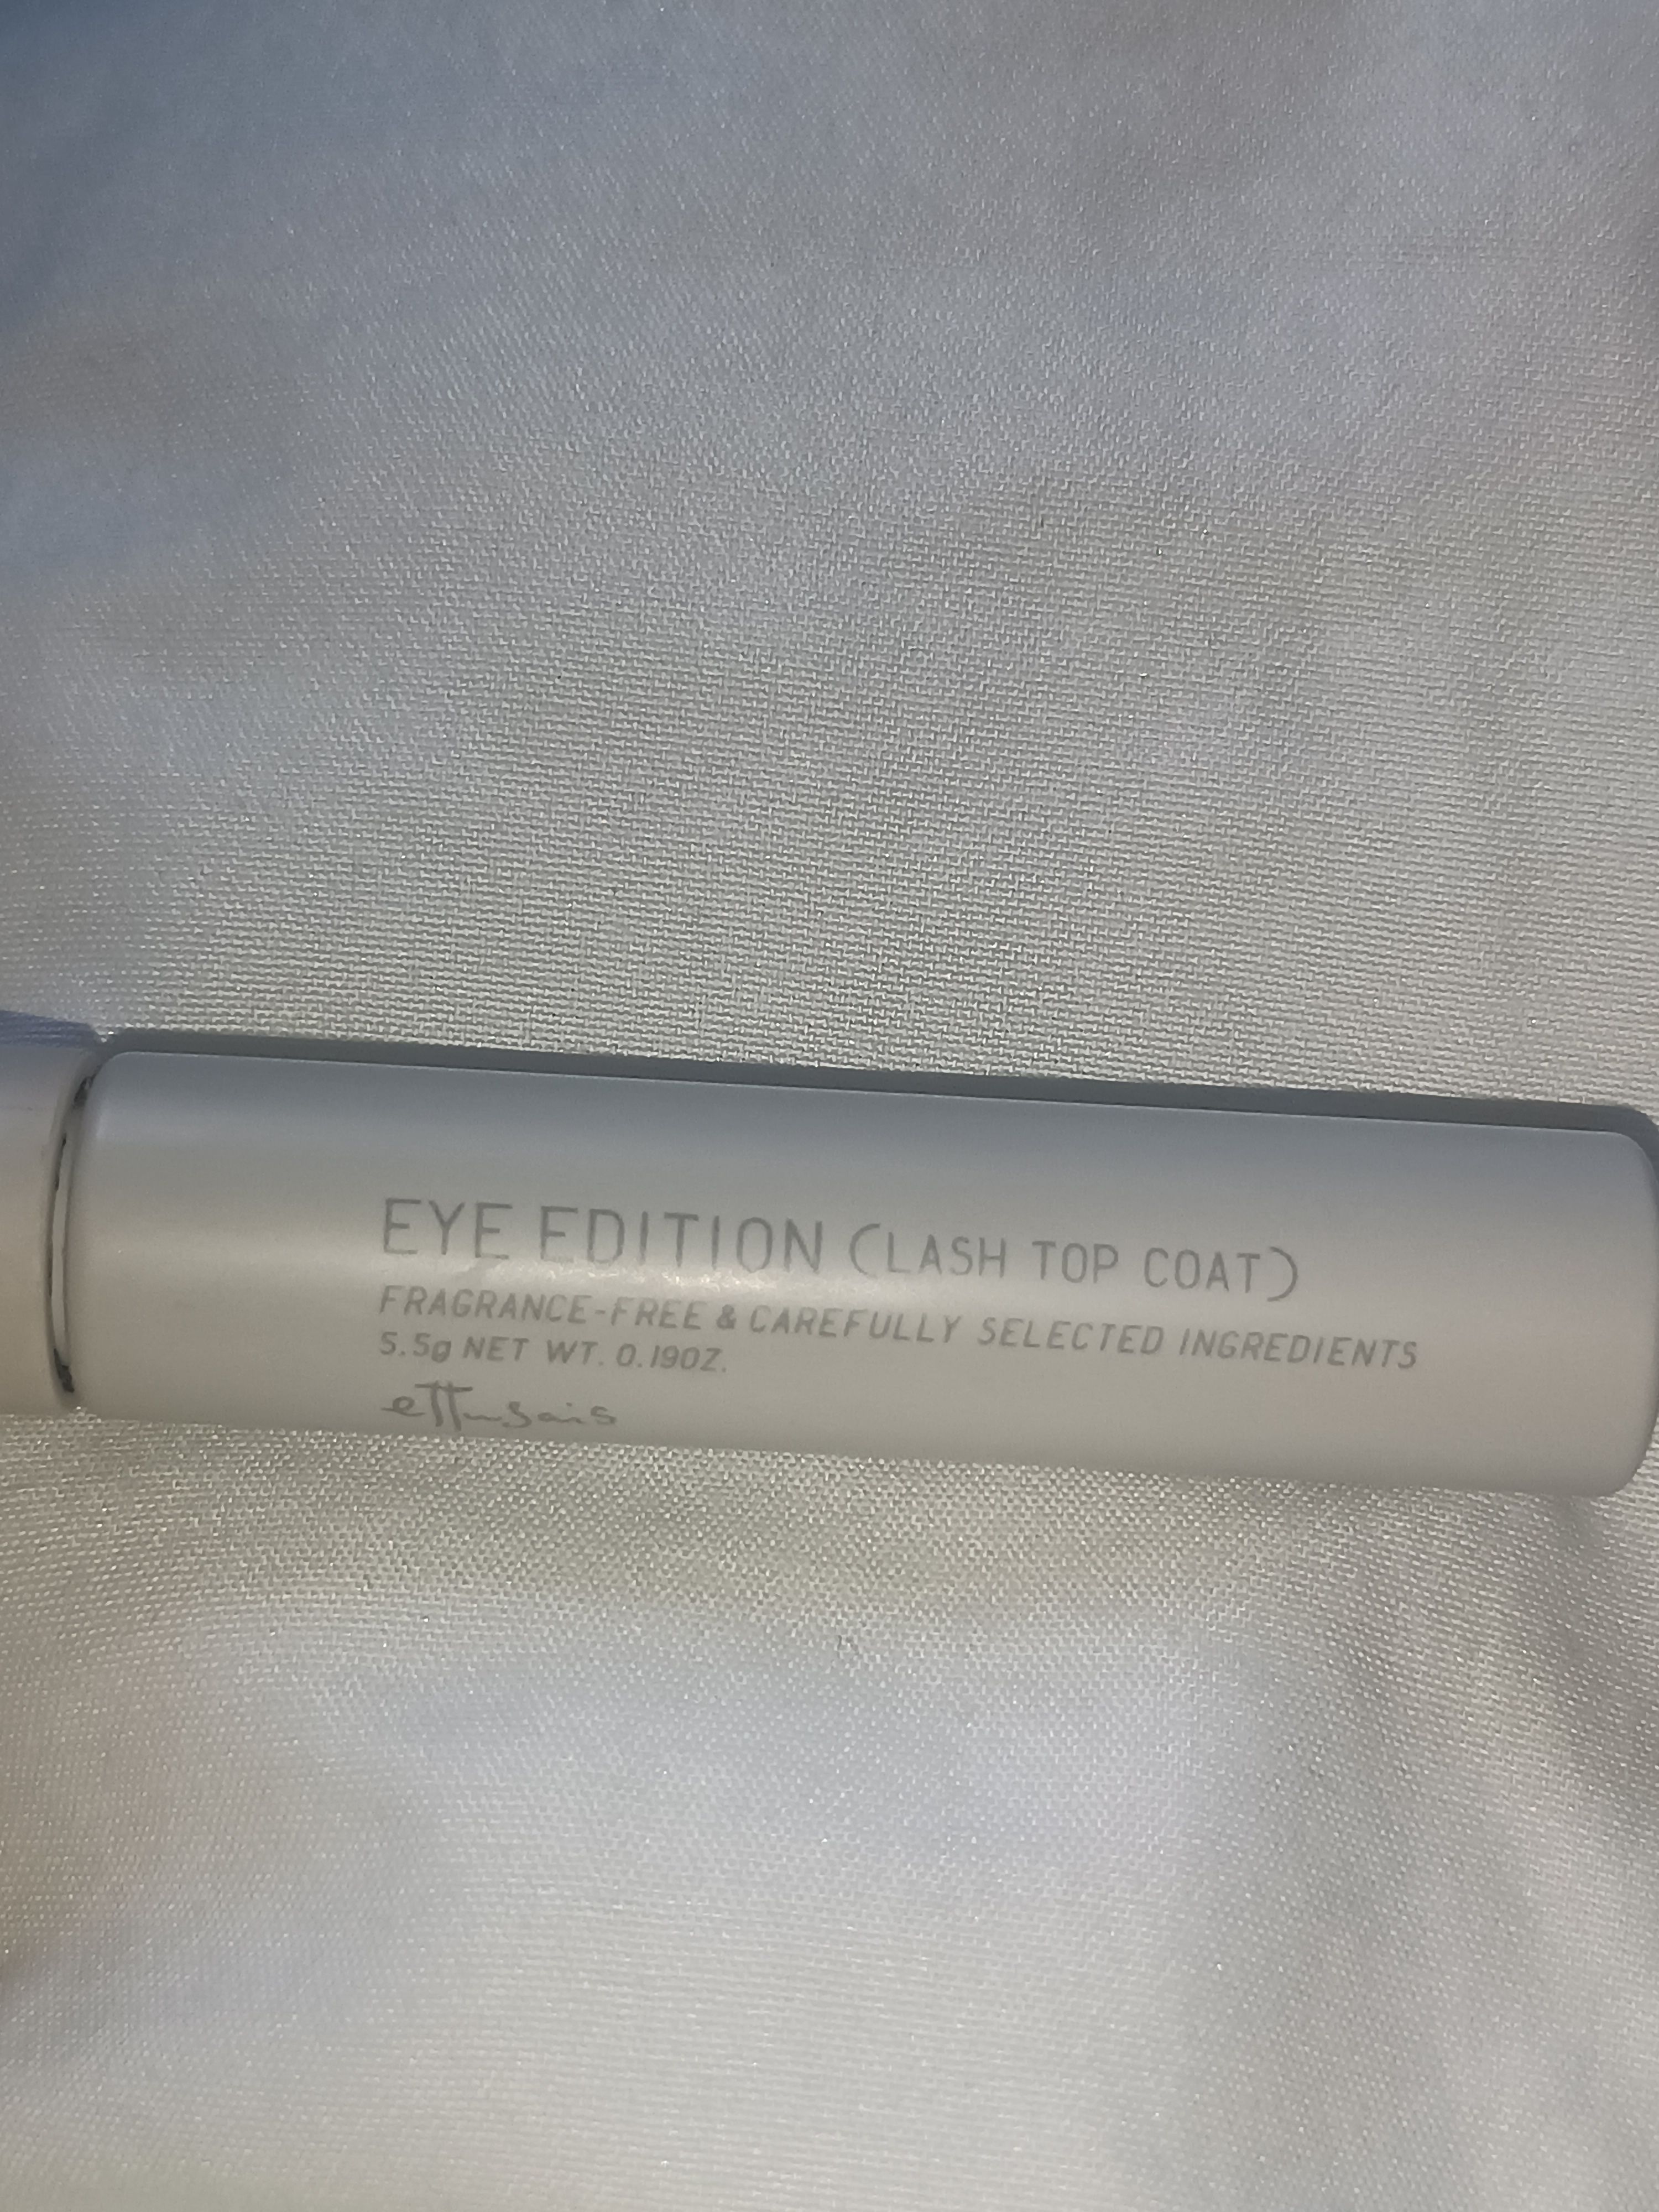 EYE EDITION (LASH TOP COAT)
FRAGRANCE-FREE & CAREFULLY SELECTED INGREDIENTS
5.5g NET WT. 0.19OZ.
ettusais